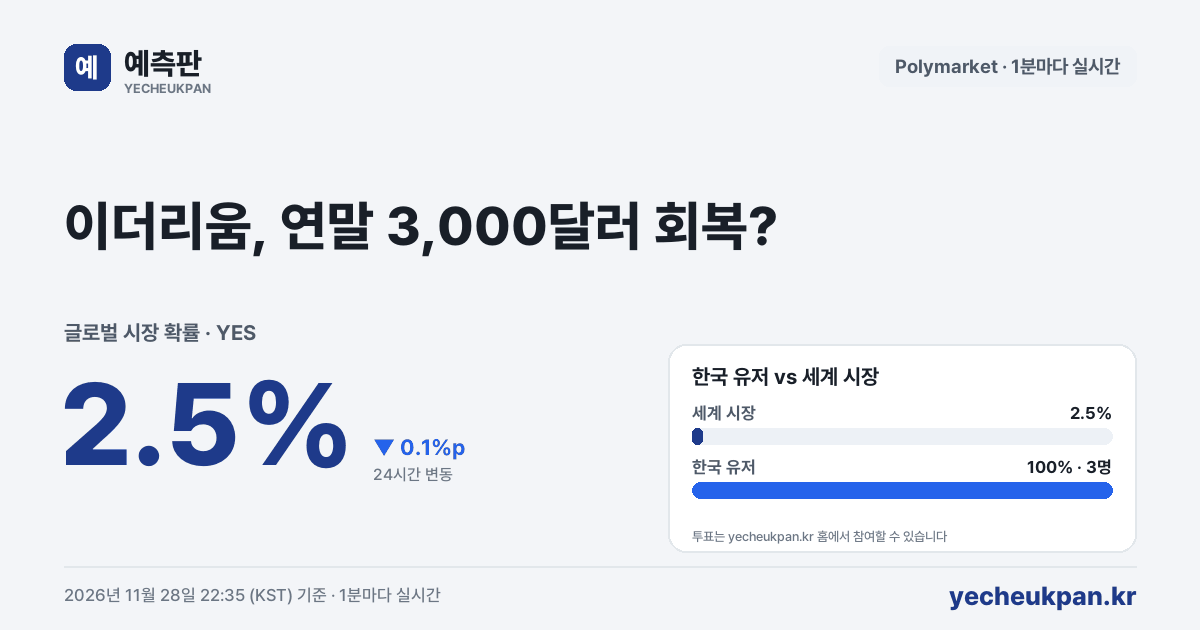 예
예측판
YECHEUKPAN
Polymarket · 1분마다 실시간
이더리움, 연말 3,000달러 회복?
글로벌 시장 확률 · YES
2.5%
▼ 0.1%p
24시간 변동
한국 유저 vs 세계 시장
세계 시장 2.5%
한국 유저 100% · 3명
투표는 yecheukpan.kr 홈에서 참여할 수 있습니다
2026년 11월 28일 22:35 (KST) 기준 · 1분마다 실시간
yecheukpan.kr